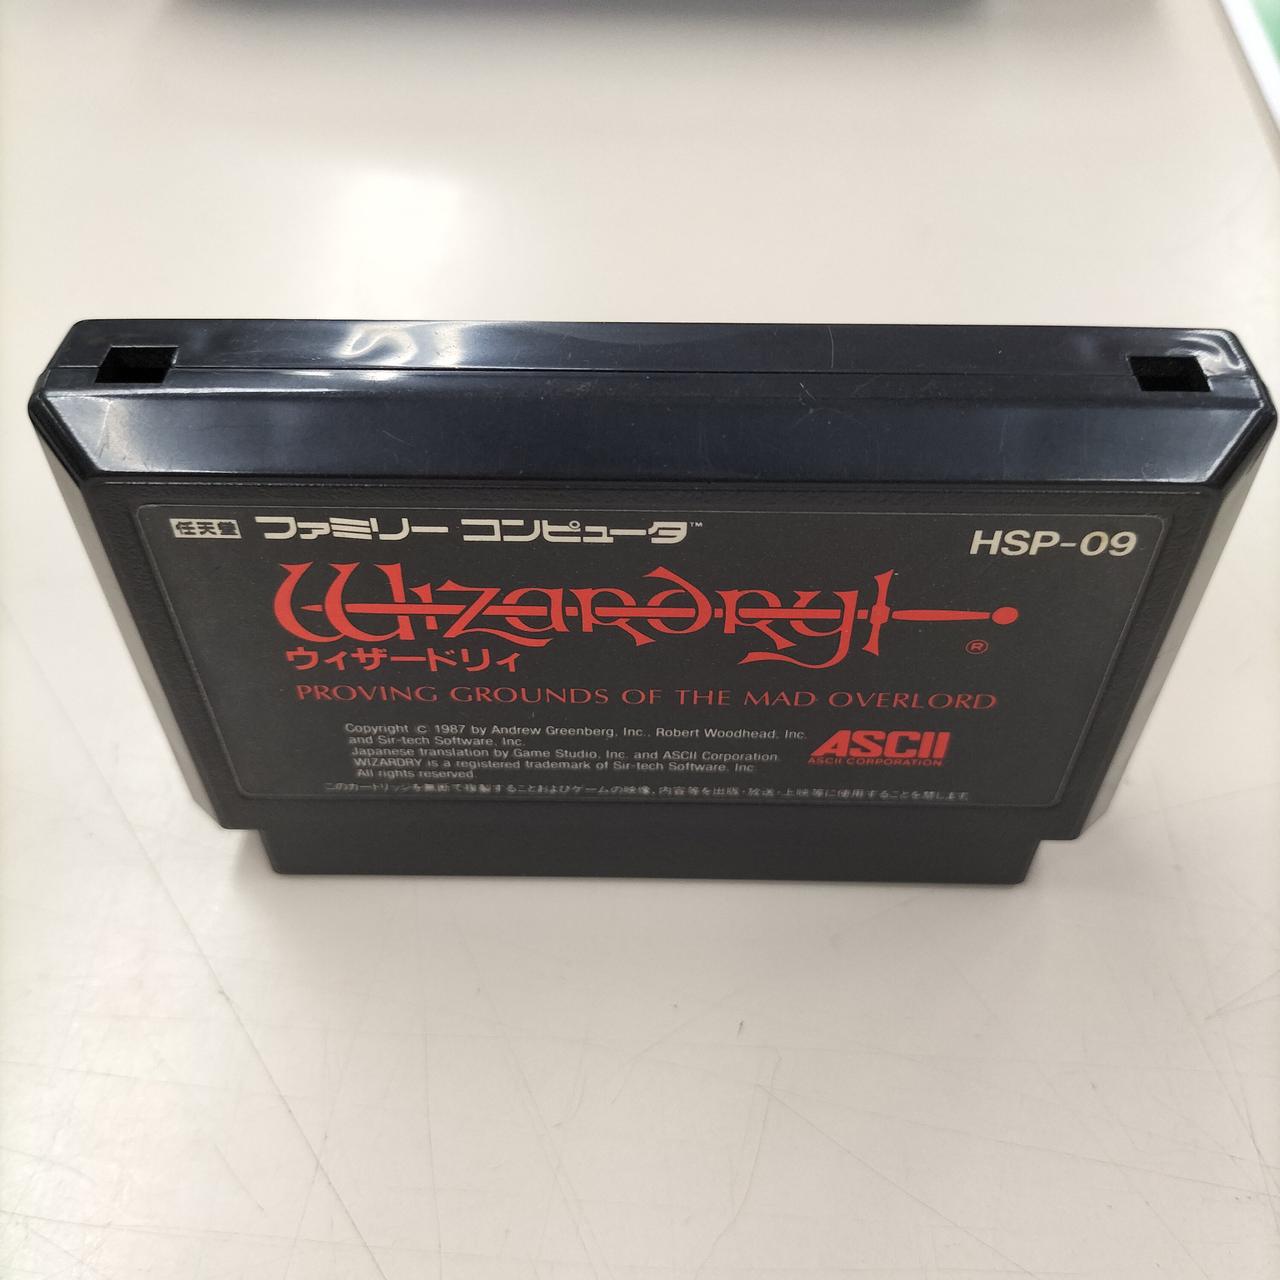 任天堂 ファミリー コンピュータ™ HSP-09
Wizardry ®
ウィザードリィ
PROVING GROUNDS OF THE MAD OVERLORD
Copyright © 1987 by Andrew Greenberg, Inc., Robert Woodhead, Inc.
and Sir-tech Software, Inc.
Japanese translation by Game Studio, Inc. and ASCII Corporation.
WIZARDRY is a registered trademark of Sir-tech Software, Inc
All rights reserved.
ASCII
ASCII CORPORATION
このカートリッジを無断で複製することおよびゲームの映像、内容等を出版・放送・上映等に使用することを禁じます